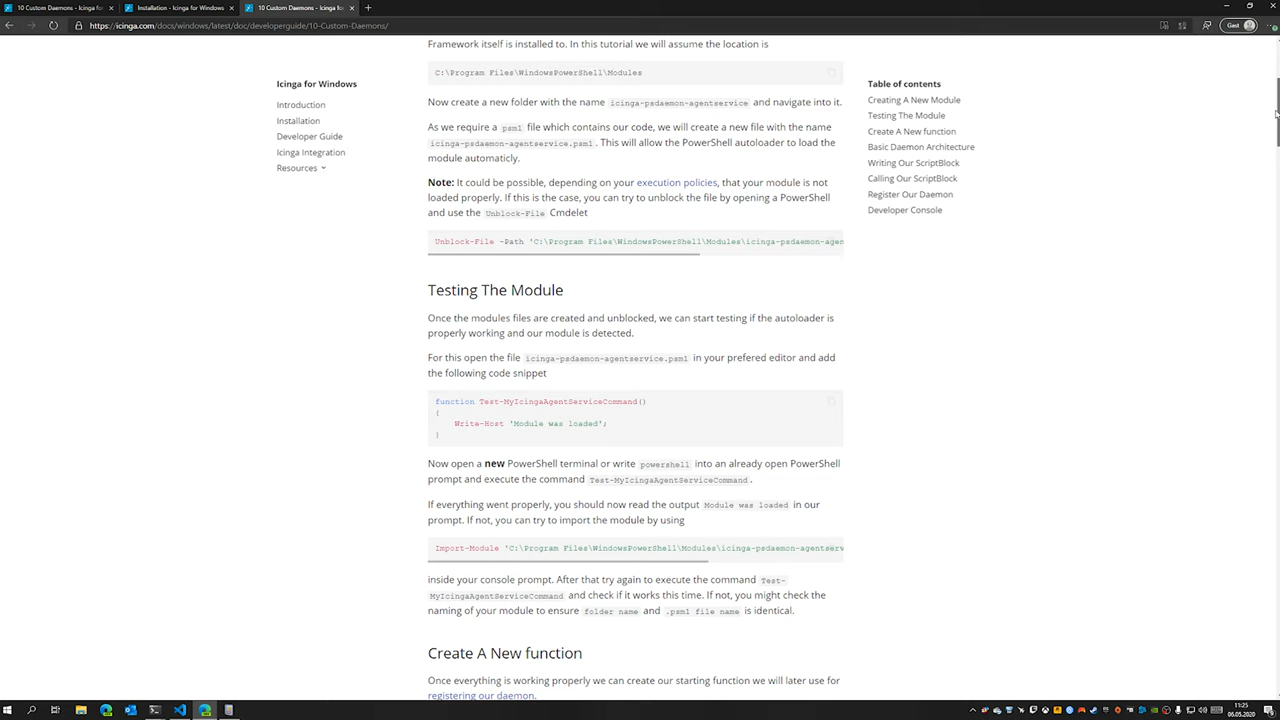 10 Custom Daemons - Icinga f
Installation - Icinga for Windows
10 Custom Daemons - Icinga fo
https://icinga.com/docs/windows/latest/doc/developerguide/10-Custom-Daemons/
Gast
Icinga for Windows
Introduction
Installation
Developer Guide
Icinga Integration
Resources
Framework itself is installed to. In this tutorial we will assume the location is
C:\Program Files\WindowsPowerShell\Modules
Now create a new folder with the name icinga-psdaemon-agentservice and navigate into it.
As we require a psm1 file which contains our code, we will create a new file with the name
icinga-psdaemon-agentservice.psm1. This will allow the PowerShell autoloader to load the
module automaticly.
Note: It could be possible, depending on your execution policies, that your module is not
loaded properly. If this is the case, you can try to unblock the file by opening a PowerShell
and use the Unblock-File Cmdelet
Unblock-File -Path 'C:\Program Files\WindowsPowerShell\Modules\icinga-psdaemon-agen
Testing The Module
Once the modules files are created and unblocked, we can start testing if the autoloader is
properly working and our module is detected.
For this open the file icinga-psdaemon-agentservice.psm1 in your prefered editor and add
the following code snippet
function Test-MyIcingaAgentServiceCommand()
{
Write-Host 'Module was loaded';
}
Now open a new PowerShell terminal or write powershell into an already open PowerShell
prompt and execute the command Test-MyIcingaAgentServiceCommand.
If everything went properly, you should now read the output Module was loaded in our
prompt. If not, you can try to import the module by using
Import-Module 'C:\Program Files\WindowsPowerShell\Modules\icinga-psdaemon-agentserv
inside your console prompt. After that try again to execute the command Test-
MyIcingaAgentServiceCommand and check if it works this time. If not, you might check the
naming of your module to ensure folder name and .psm1 file name is identical.
Create A New function
Once everything is working properly we can create our starting function we will later use for
registering our daemon.
Table of contents
Creating A New Module
Testing The Module
Create A New function
Basic Daemon Architecture
Writing Our ScriptBlock
Calling Our ScriptBlock
Register Our Daemon
Developer Console
11:25
06.05.2020